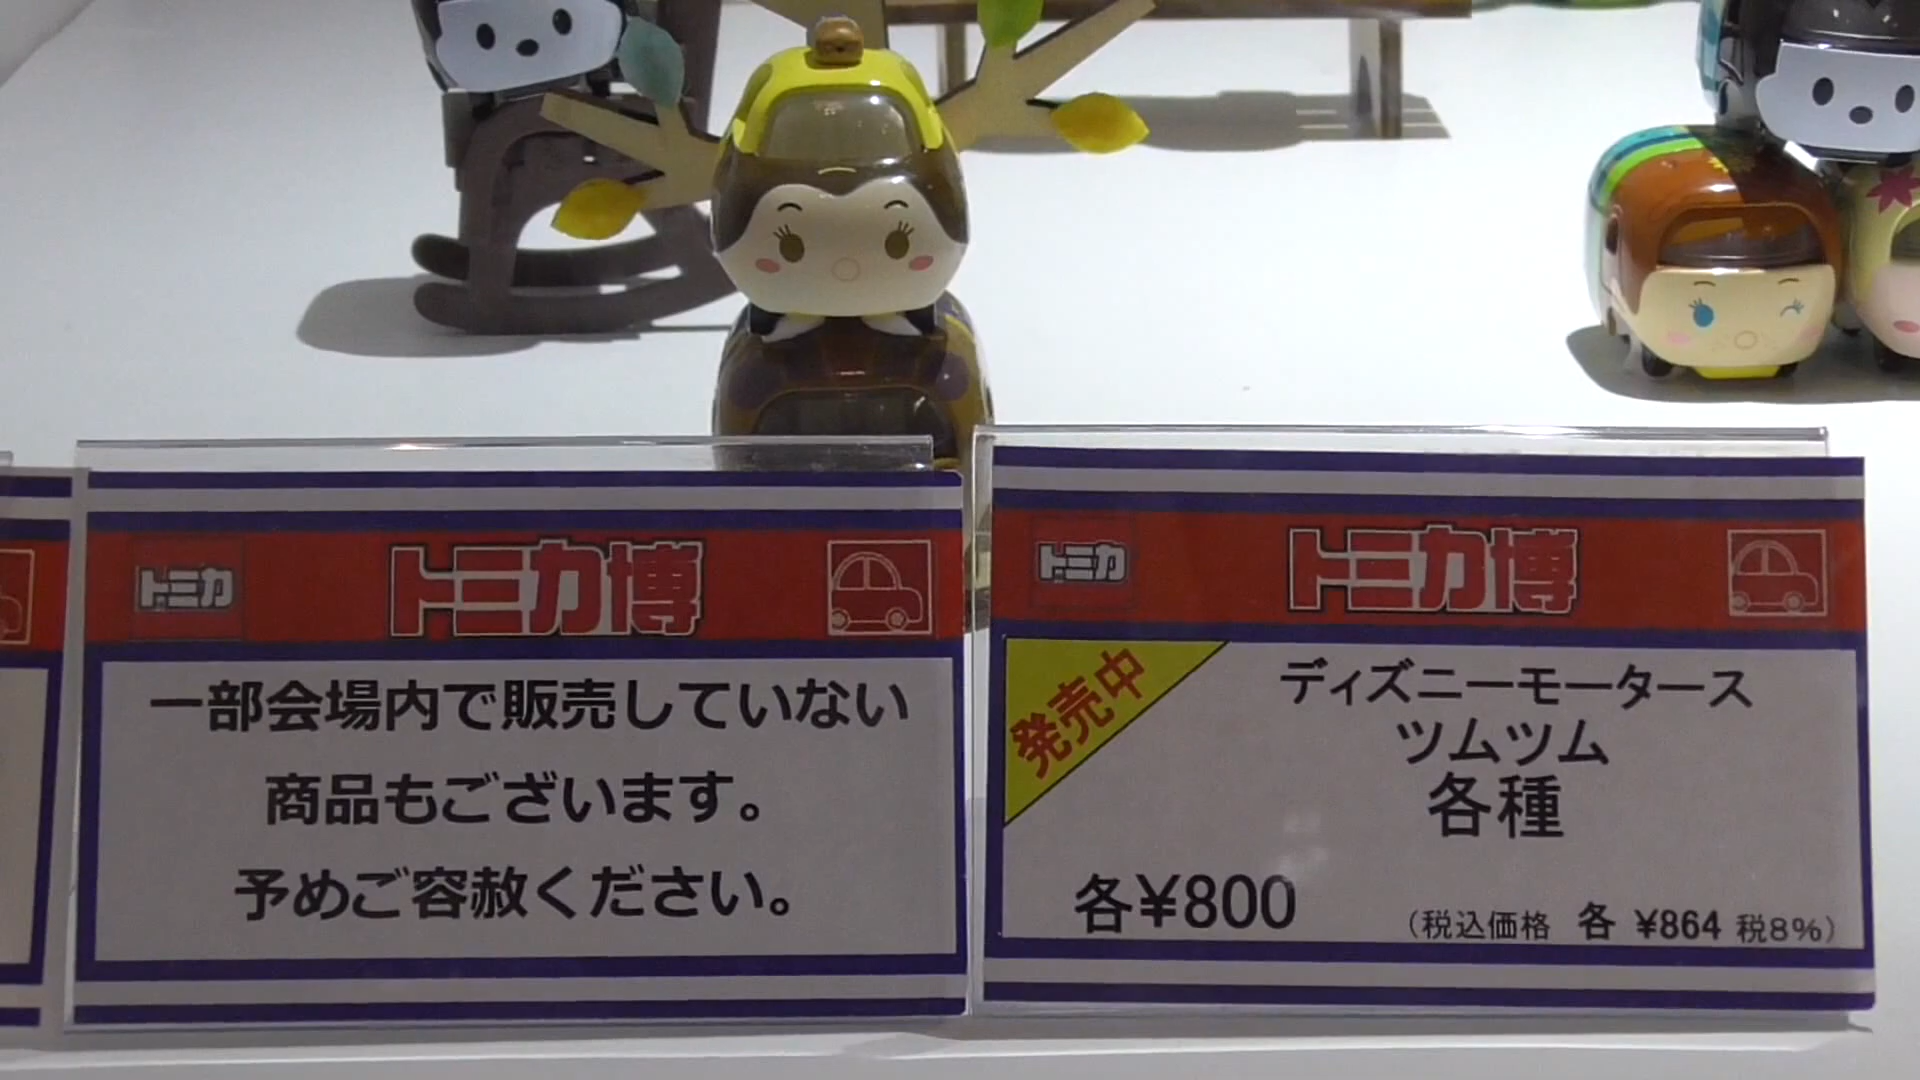 トミカ
トミカ博
一部会場内で販売していない
商品もございます。
予めご容赦ください。
トミカ
トミカ博
発売中
ディズニーモータース
ツムツム
各種
各¥800
(税込価格 各 ¥864 税8%)